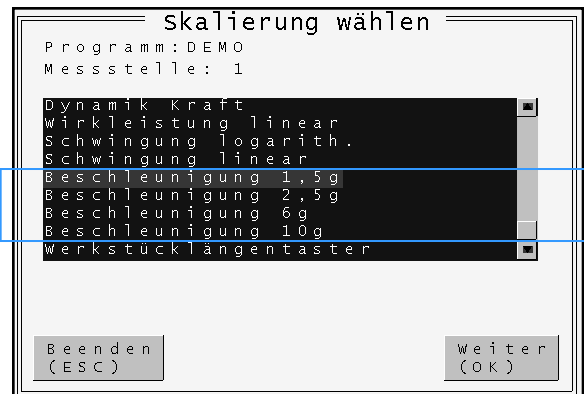 Skalierung wählen
Programm:DEMO
Messstelle: 1
Dynamik Kraft
Wirkleistung linear
Schwingung logarith.
Schwingung linear
Beschleunigung 1,5g
Beschleunigung 2,5g
Beschleunigung 6g
Beschleunigung 10g
Werkstücklängentaster
Beenden
(ESC)
Weiter
(OK)